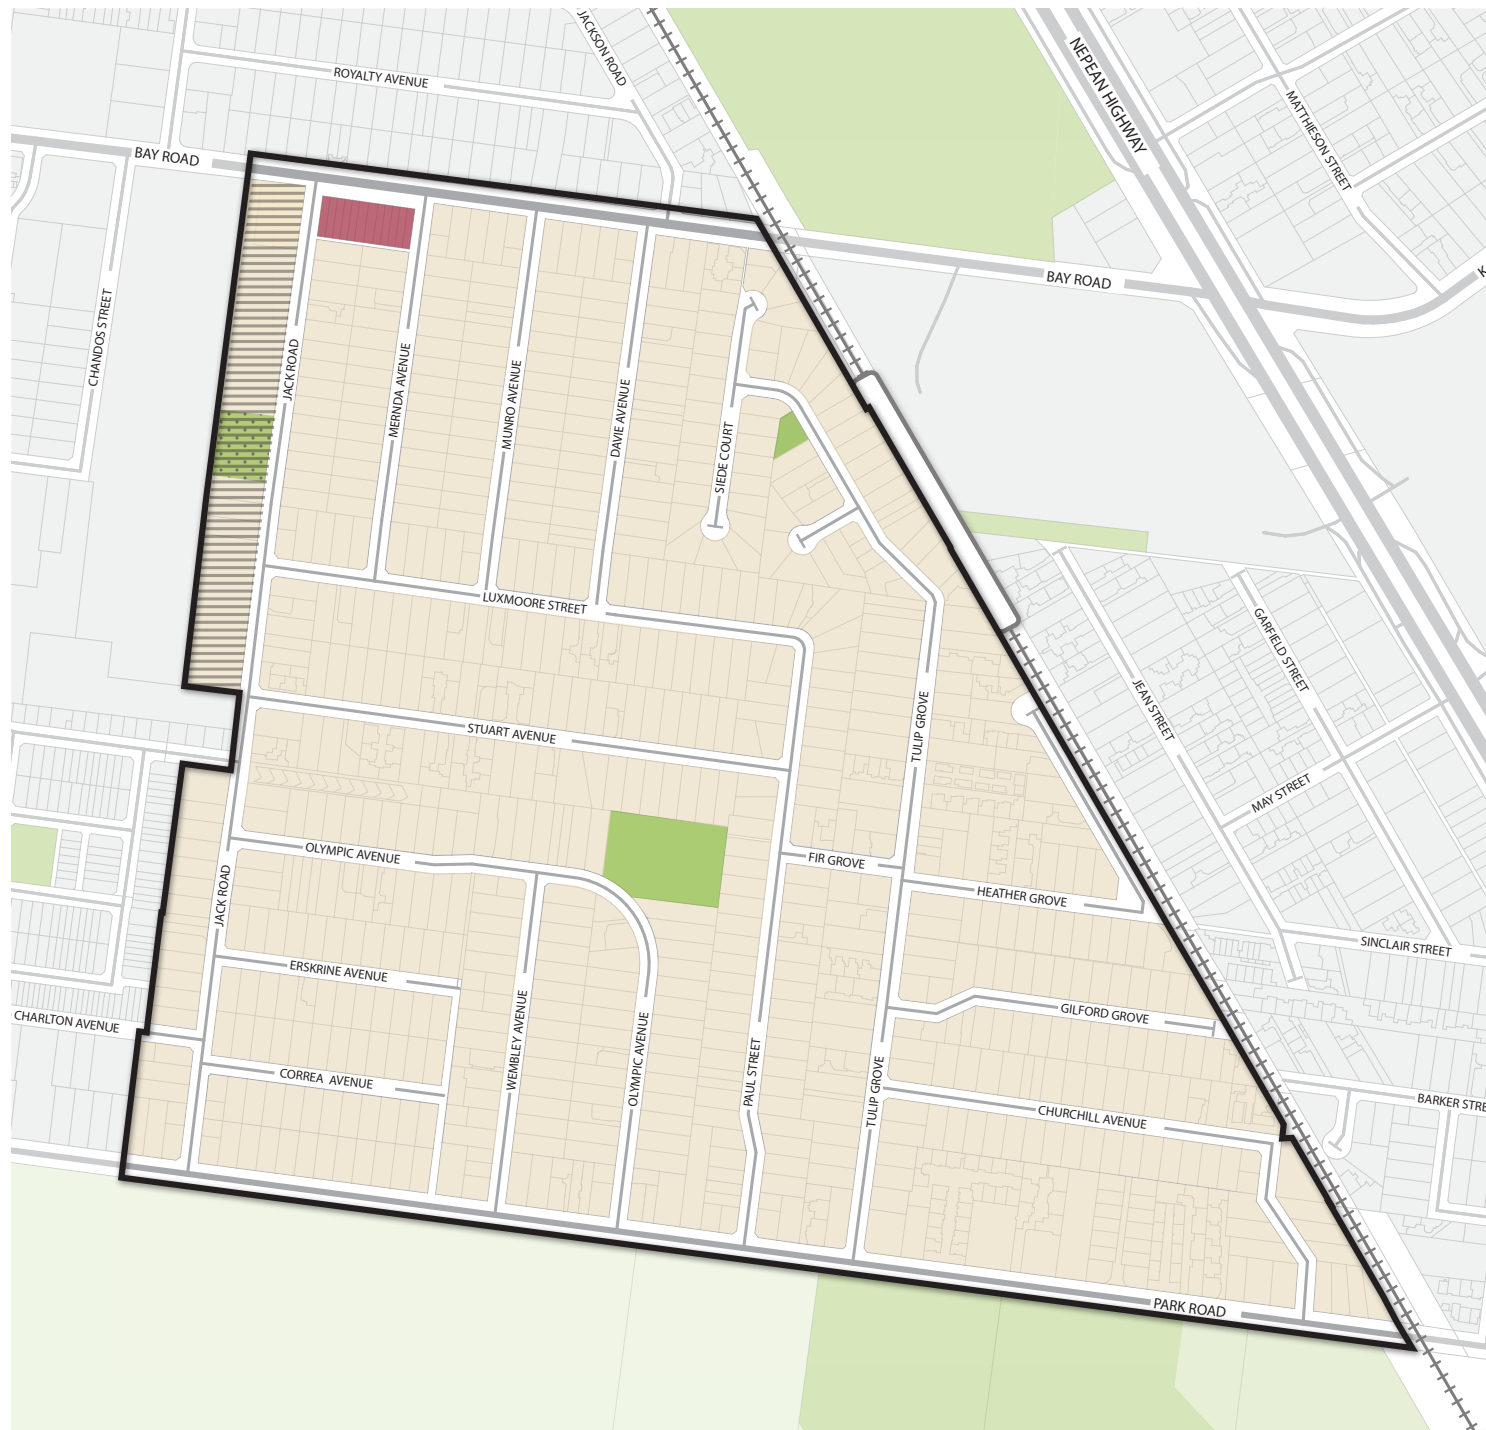 JACKSON ROAD
ROYALTY AVENUE
NEPEAN HIGHWAY
MATTHIESON STREET
BAY ROAD
BAY ROAD
K
CHANDOS STREET
JACK ROAD
MERNDA AVENUE
MUNRO AVENUE
DAVIE AVENUE
SIEDE COURT
LUXMOORE STREET
GARFIELD STREET
JEAN STREET
TULIP GROVE
STUART AVENUE
MAY STREET
OLYMPIC AVENUE
FIR GROVE
HEATHER GROVE
JACK ROAD
SINCLAIR STREET
ERSKRINE AVENUE
GILFORD GROVE
CHARLTON AVENUE
WEMBLEY AVENUE
OLYMPIC AVENUE
PAUL STREET
TULIP GROVE
CORREA AVENUE
BARKER STRE
CHURCHILL AVENUE
PARK ROAD